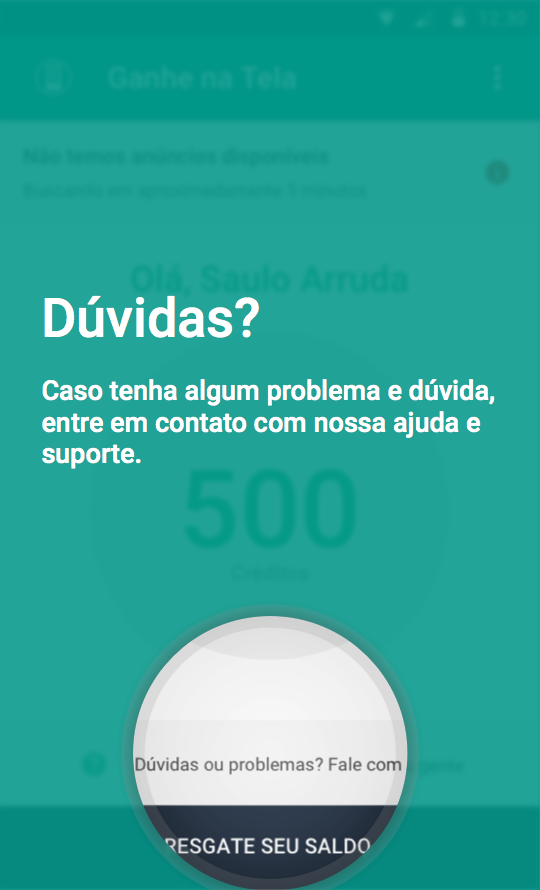 12:30
Ganhe na Tela
Não temos anúncios disponíveis
Buscando em aproximadamente 5 minutos
Olá, Saulo Arruda
Dúvidas?
Caso tenha algum problema e dúvida,
entre em contato com nossa ajuda e
suporte.
500
Créditos
Dúvidas ou problemas? Fale com a gente
RESGATE SEU SALDO